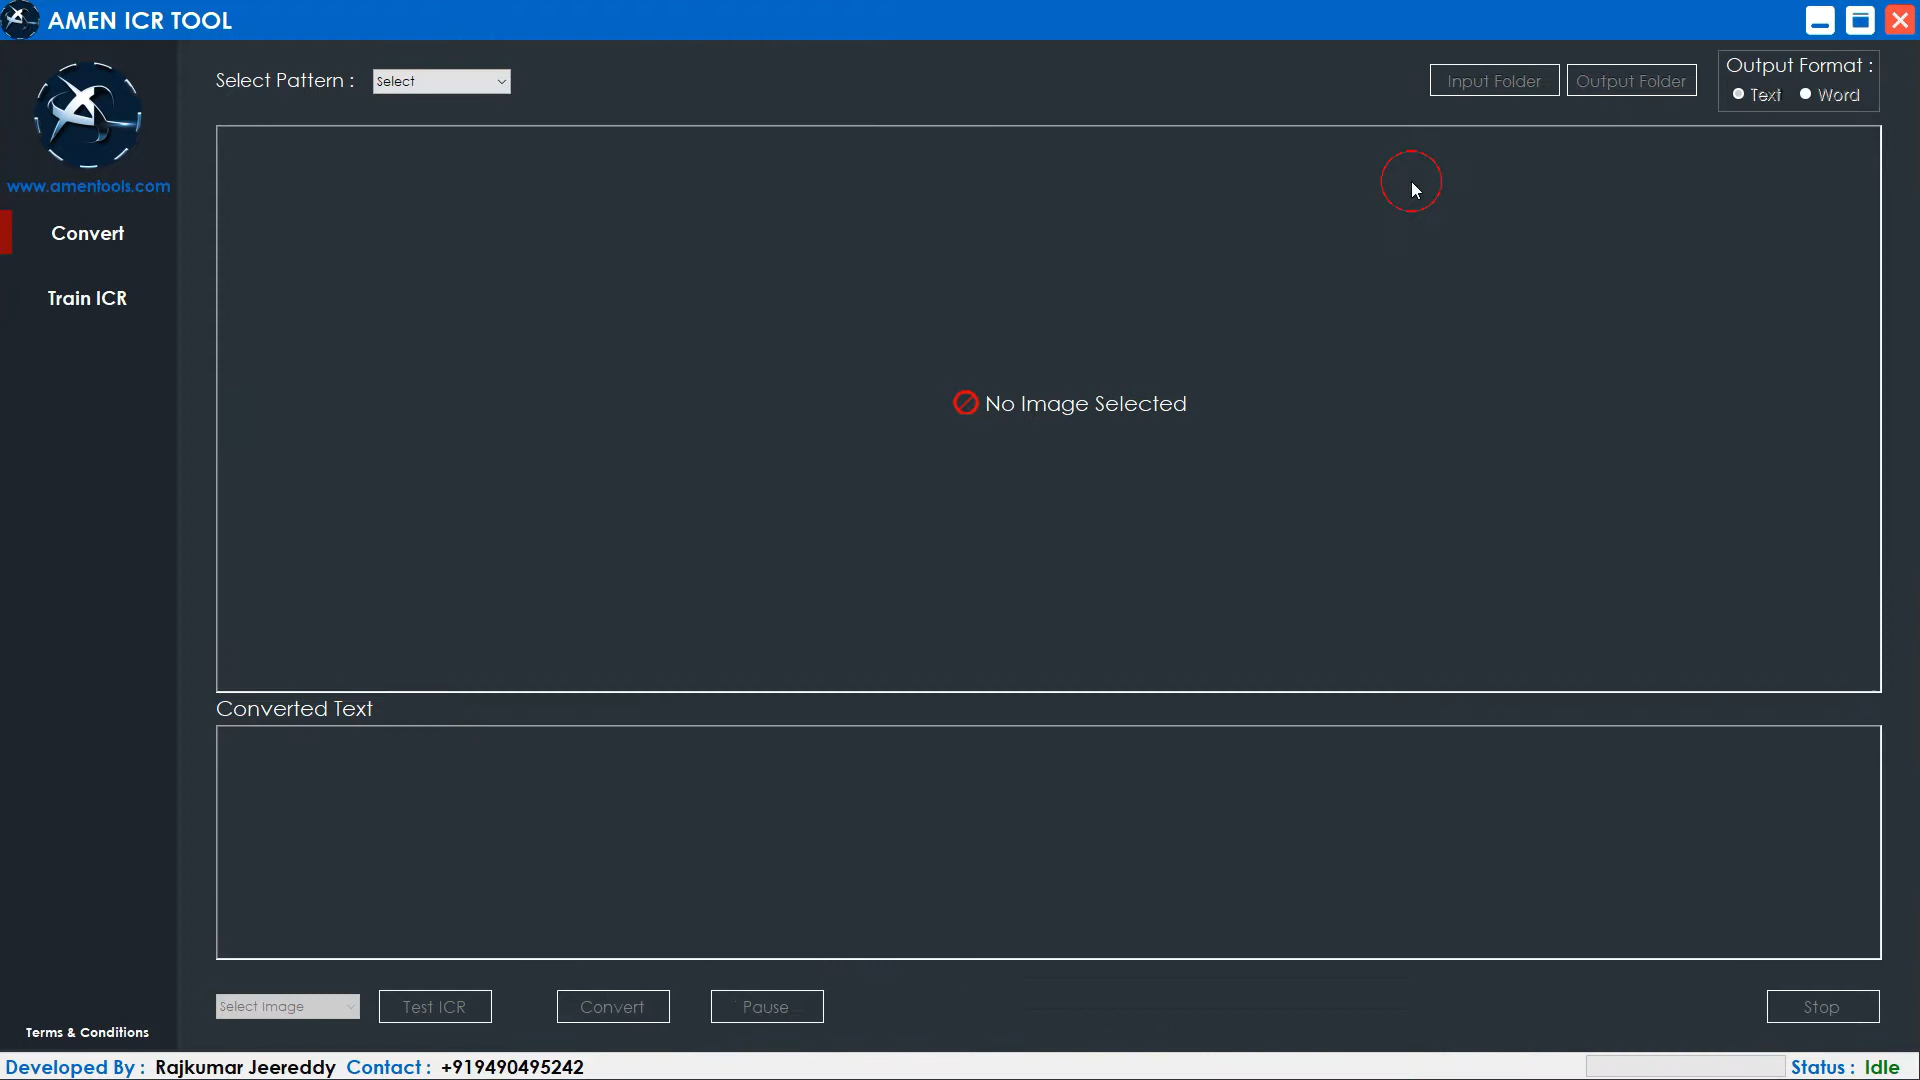 AMEN ICR TOOL
Select Pattern :
Select
Input Folder
Output Folder
Output Format :
Text
Word
www.amentools.com
Convert
Train ICR
No Image Selected
Converted Text
Select Image
Test ICR
Convert
Pause
Stop
Terms & Conditions
Developed By : Rajkumar Jeereddy Contact : +919490495242
Status : Idle